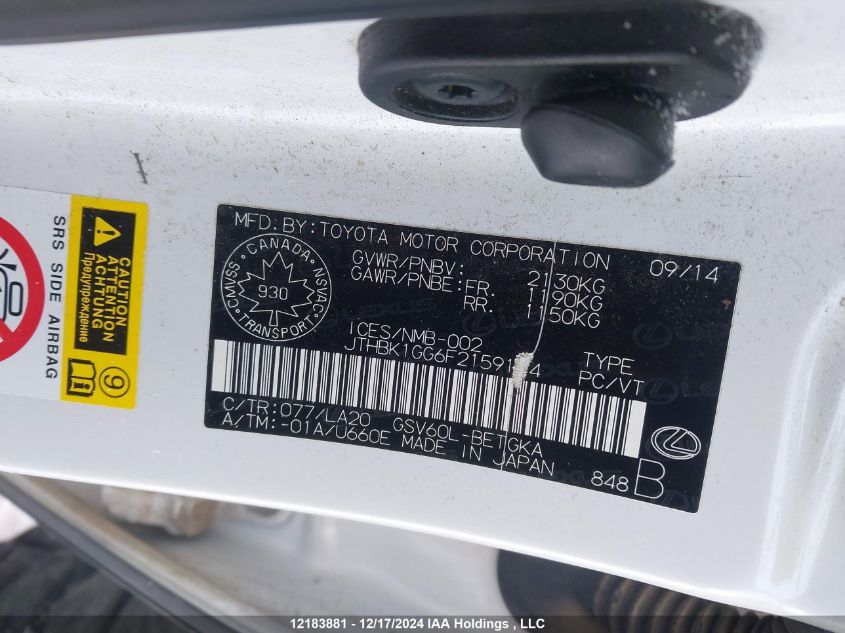 MFD. BY: TOYOTA MOTOR CORPORATION 09/14
GVWR/PNBV: 2130KG
GAWR/PNBE: FR: 1190KG
RR: 1150KG
CANADA
CMVSS NSVAC
930
TRANSPORT
ICES/NMB-002
TYPE
PC/VT
C/TR: 077/LA20 GSV60L-BETGKA
A/TM: -01A/U660E MADE IN JAPAN
848 B
SRS SIDE AIRBAG
CAUTION
ATTENTION
ACHTUNG
Предупреждение
9
12183881 - 12/17/2024 IAA Holdings , LLC